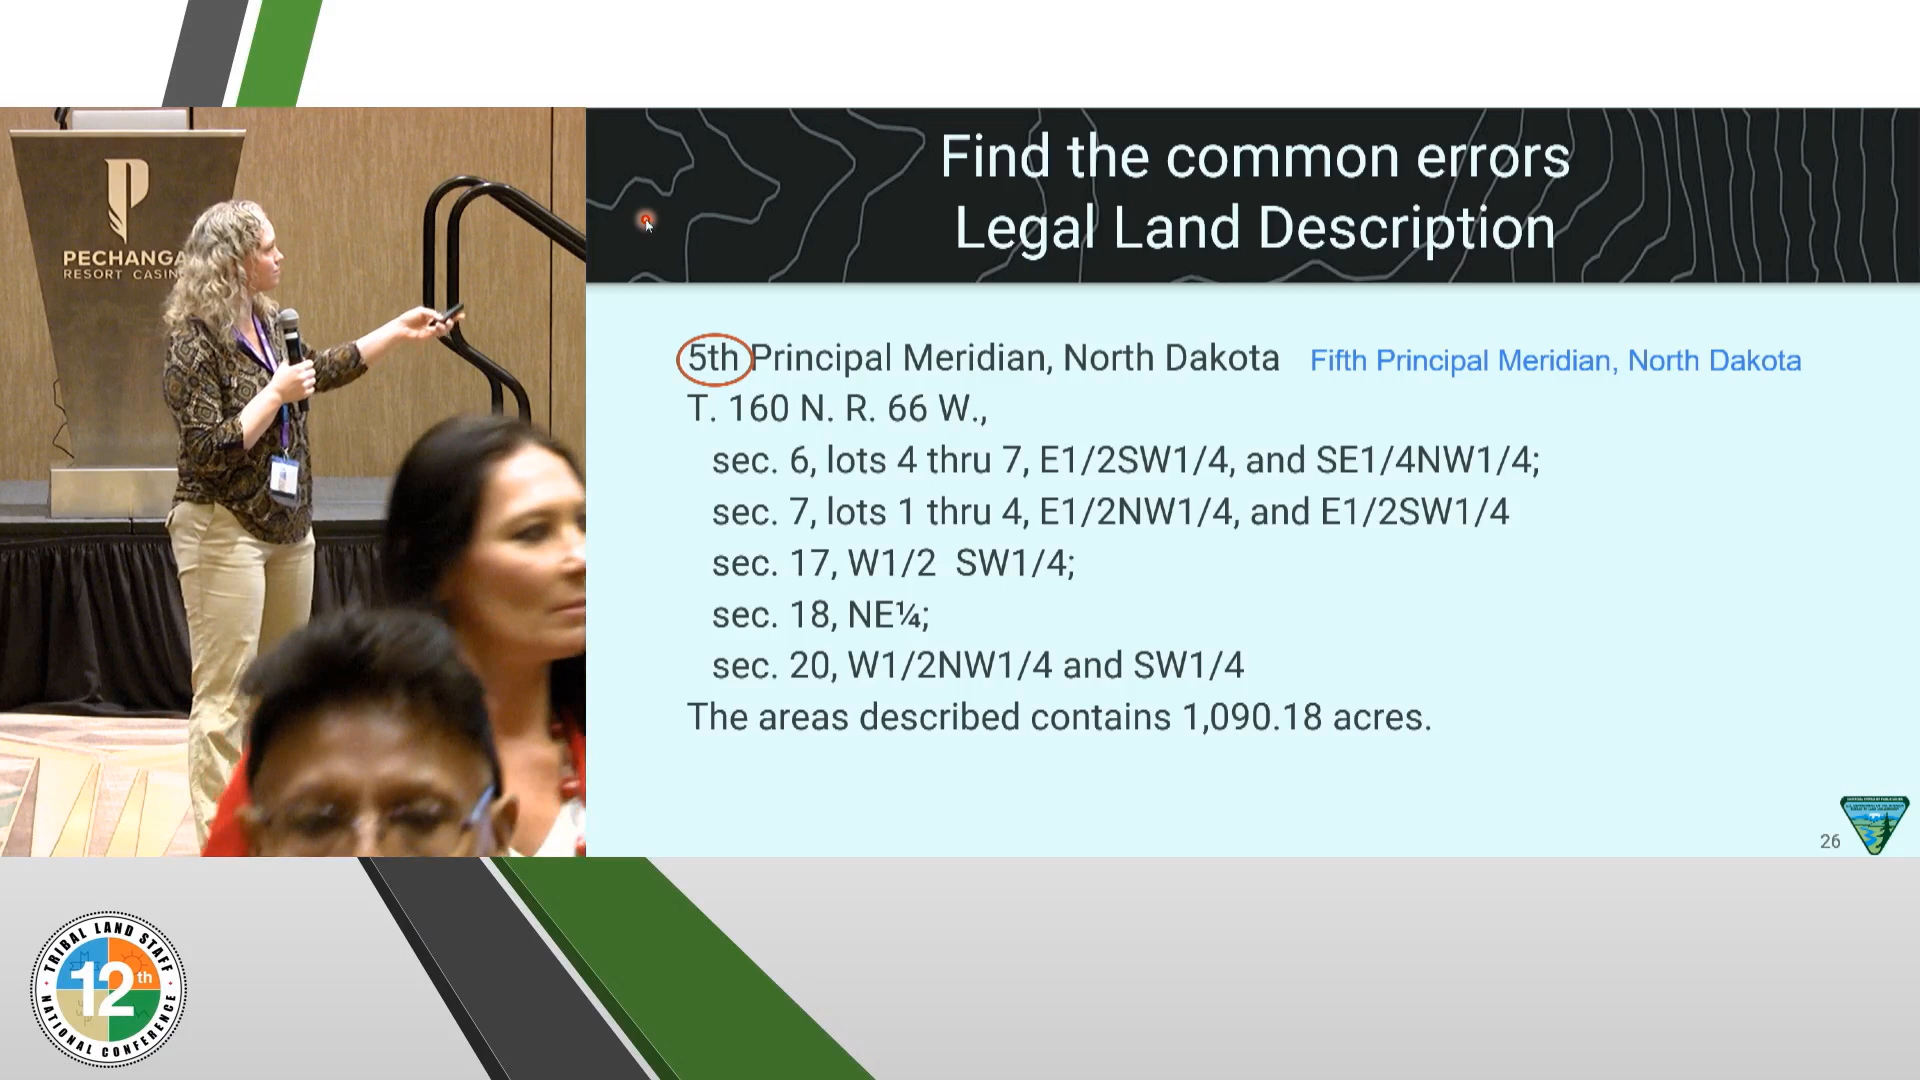 Find the common errors
Legal Land Description
PECHANGA
RESORT CASIN
5th Principal Meridian, North Dakota Fifth Principal Meridian, North Dakota
T. 160 N. R. 66 W.,
sec. 6, lots 4 thru 7, E1/2SW1/4, and SE1/4NW1/4;
sec. 7, lots 1 thru 4, E1/2NW1/4, and E1/2SW1/4
sec. 17, W1/2  SW1/4;
sec. 18, NE¼;
sec. 20, W1/2NW1/4 and SW1/4
The areas described contains 1,090.18 acres.
26
TRIBAL LAND STAFF
12th
NATIONAL CONFERENCE